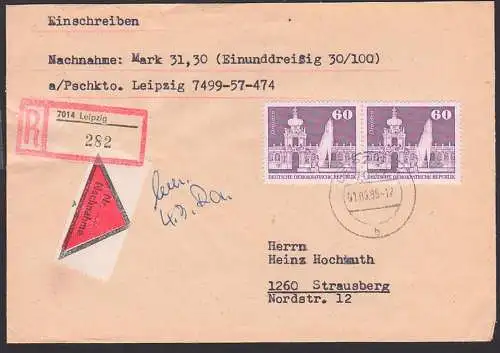 Einschreiben
Nachnahme: Mark 31,30 (Einunddreißig 30/100)
a/Pschkto. Leipzig 7499-57-474
R
7014 Leipzig
282
Nachnahme
60 60
Dresden Dresden
DEUTSCHE DEMOKRATISCHE REPUBLIK DEUTSCHE DEMOKRATISCHE REPUBLIK
b
Herrn
Heinz Hochmuth
1260 Strausberg
Nordstr. 12